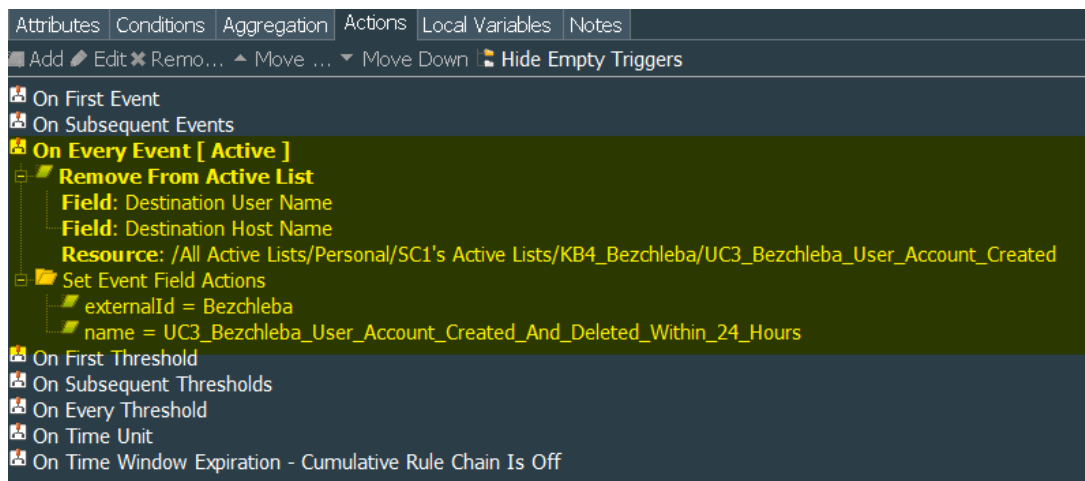 Attributes Conditions Aggregation Actions Local Variables Notes
Add Edit Remo... Move ... Move Down Hide Empty Triggers
On First Event
On Subsequent Events
On Every Event [ Active ]
Remove From Active List
Field: Destination User Name
Field: Destination Host Name
Resource: /All Active Lists/Personal/SC1's Active Lists/KB4_Bezchleba/UC3_Bezchleba_User_Account_Created
Set Event Field Actions
externalId = Bezchleba
name = UC3_Bezchleba_User_Account_Created_And_Deleted_Within_24_Hours
On First Threshold
On Subsequent Thresholds
On Every Threshold
On Time Unit
On Time Window Expiration - Cumulative Rule Chain Is Off